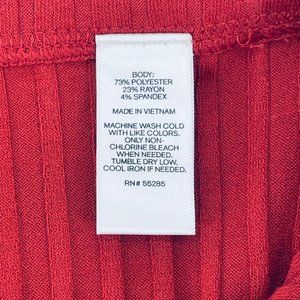 BODY:
73% POLYESTER
23% RAYON
4% SPANDEX
MADE IN VIETNAM
MACHINE WASH COLD
WITH LIKE COLORS.
ONLY NON-
CHLORINE BLEACH
WHEN NEEDED.
TUMBLE DRY LOW.
COOL IRON IF NEEDED.
RN# 55285